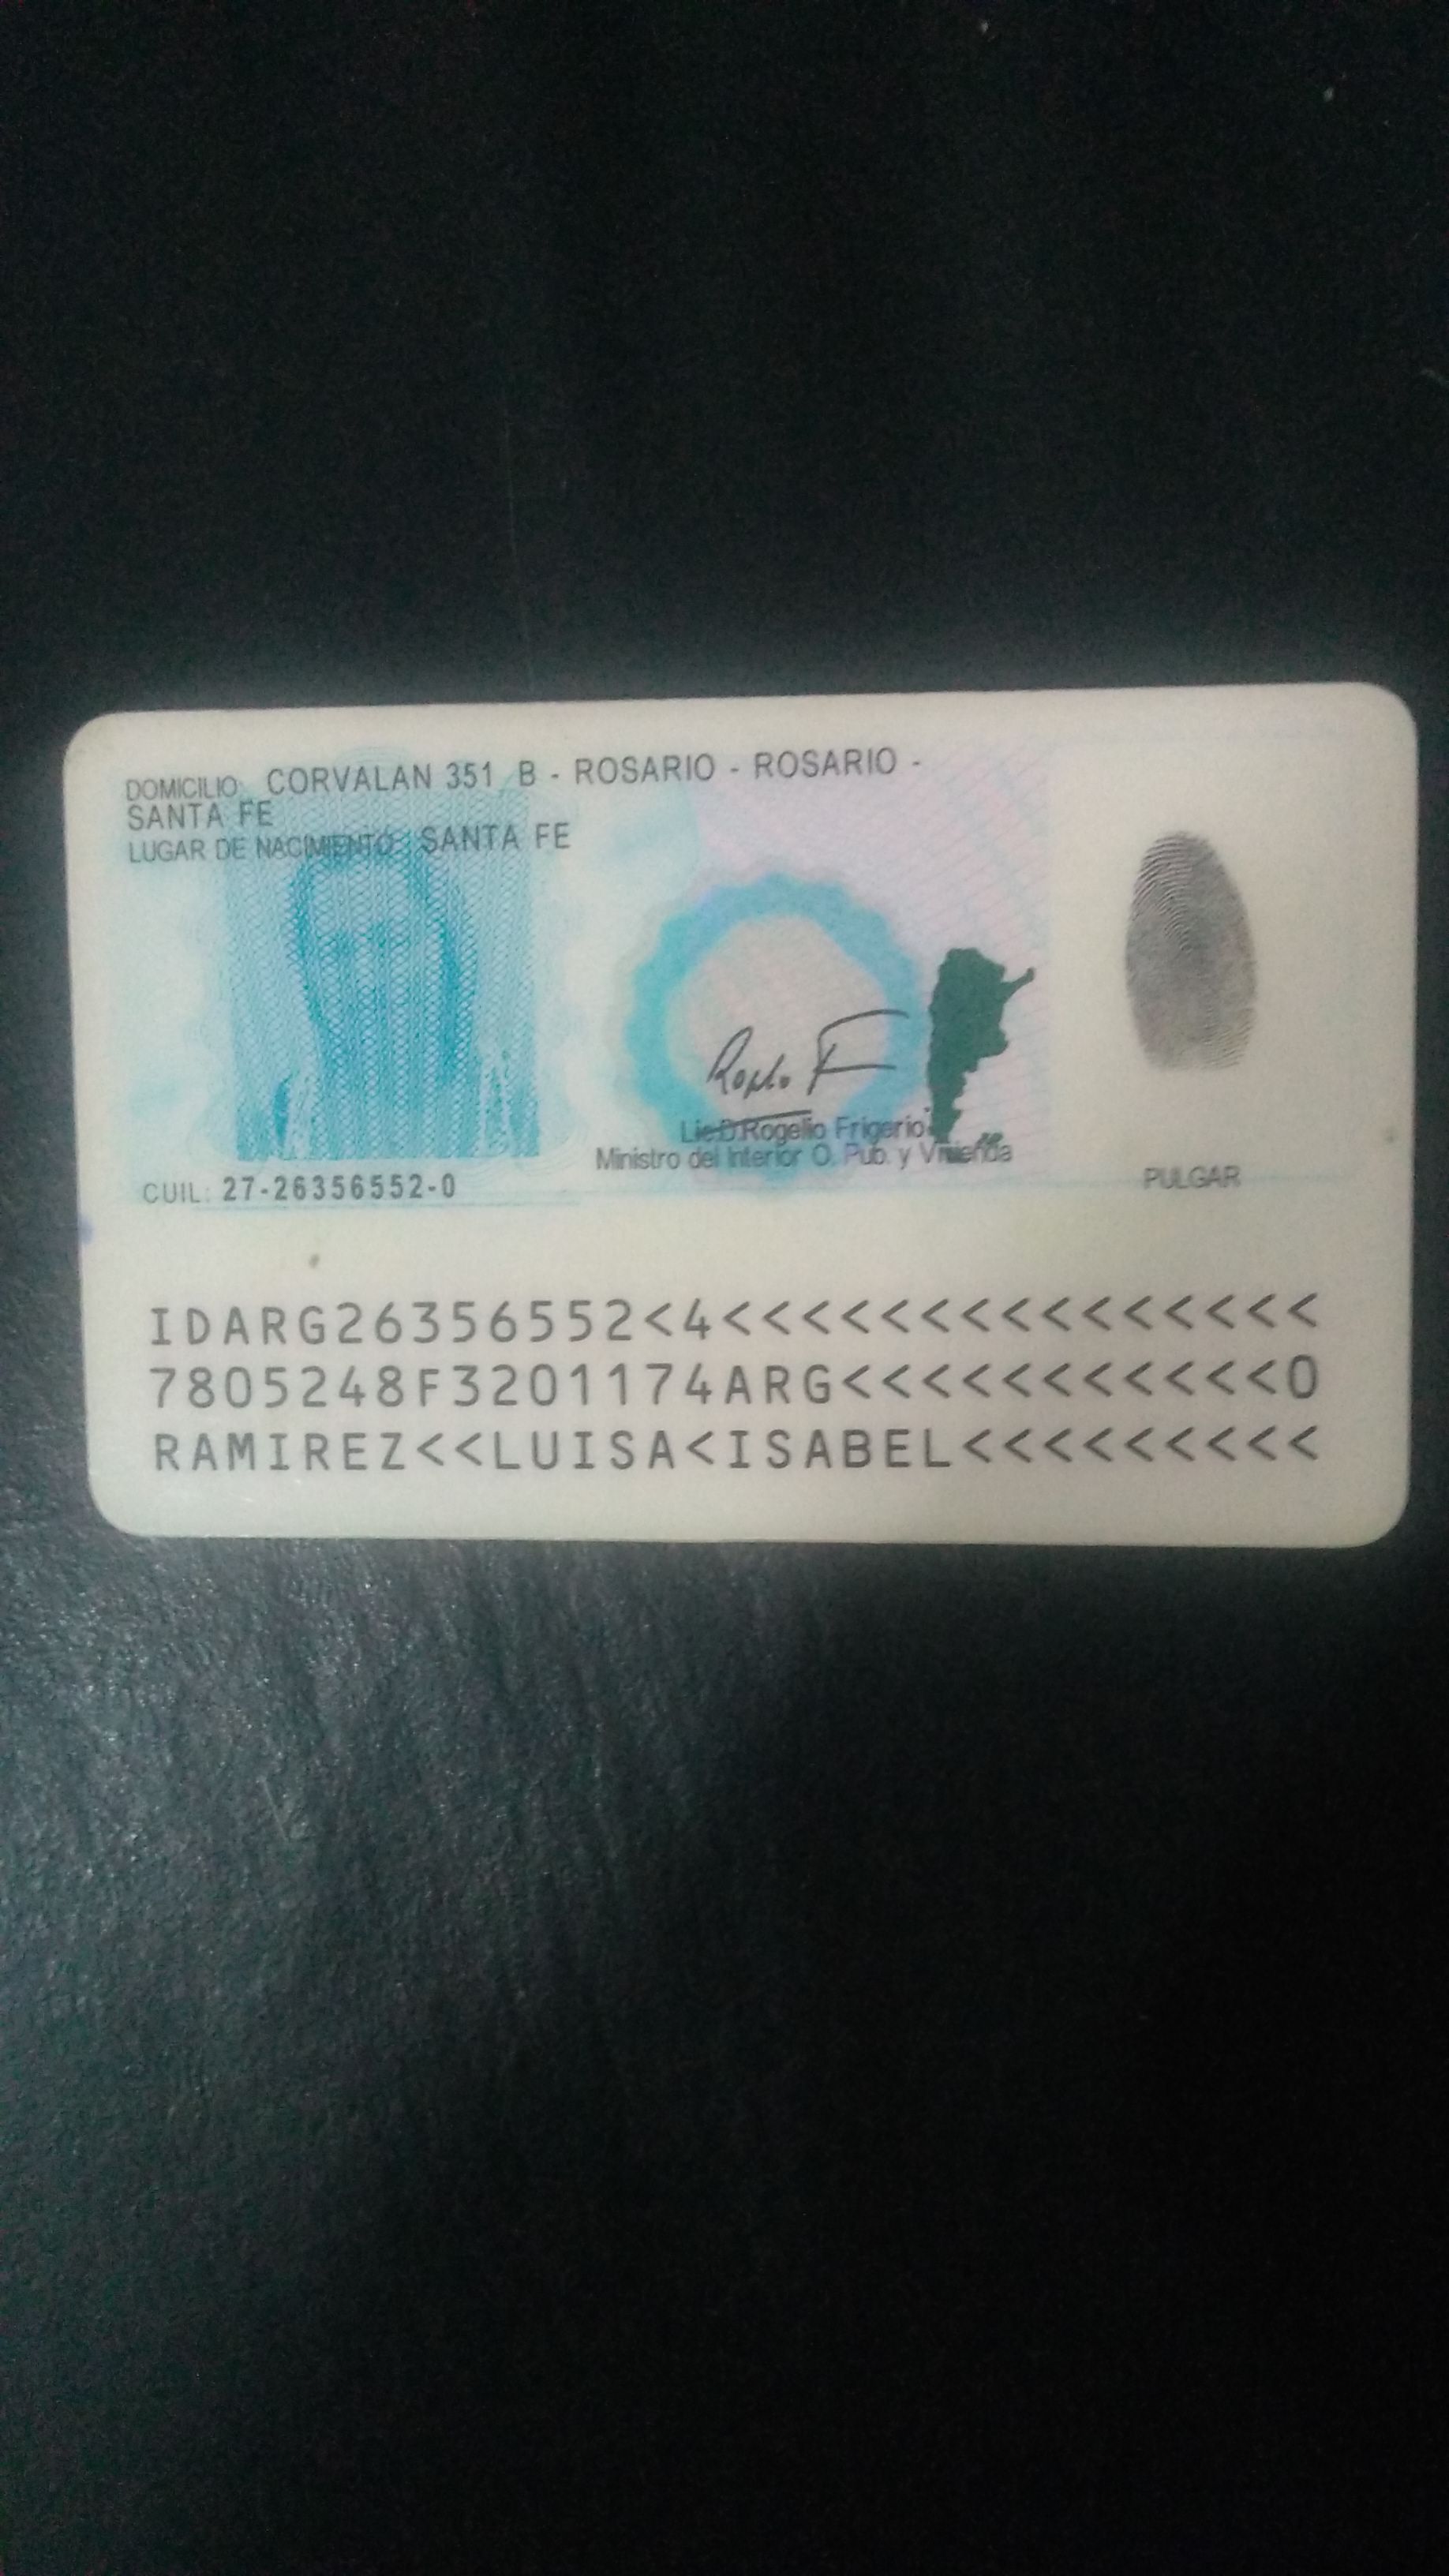 DOMICILIO: CORVALAN 351 B - ROSARIO - ROSARIO -
SANTA FE
LUGAR DE NACIMIENTO: SANTA FE
Lic.D.Rogelio Frigerio
Ministro del Interior O. Pub. y Vivienda
CUIL: 27-26356552-0
PULGAR
IDARG26356552<4<<<<<<<<<<<<<<<
7805248F3201174ARG<<<<<<<<<<<0
RAMIREZ<<LUISA<ISABEL<<<<<<<<<